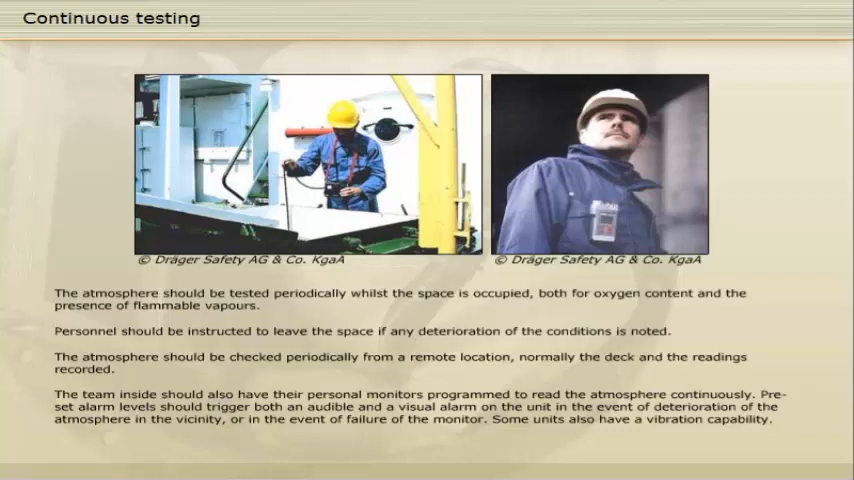 Continuous testing
© Dräger Safety AG & Co. KgaA
© Dräger Safety AG & Co. KgaA
The atmosphere should be tested periodically whilst the space is occupied, both for oxygen content and the
presence of flammable vapours.
Personnel should be instructed to leave the space if any deterioration of the conditions is noted.
The atmosphere should be checked periodically from a remote location, normally the deck and the readings
recorded.
The team inside should also have their personal monitors programmed to read the atmosphere continuously. Pre-
set alarm levels should trigger both an audible and a visual alarm on the unit in the event of deterioration of the
atmosphere in the vicinity, or in the event of failure of the monitor. Some units also have a vibration capability.